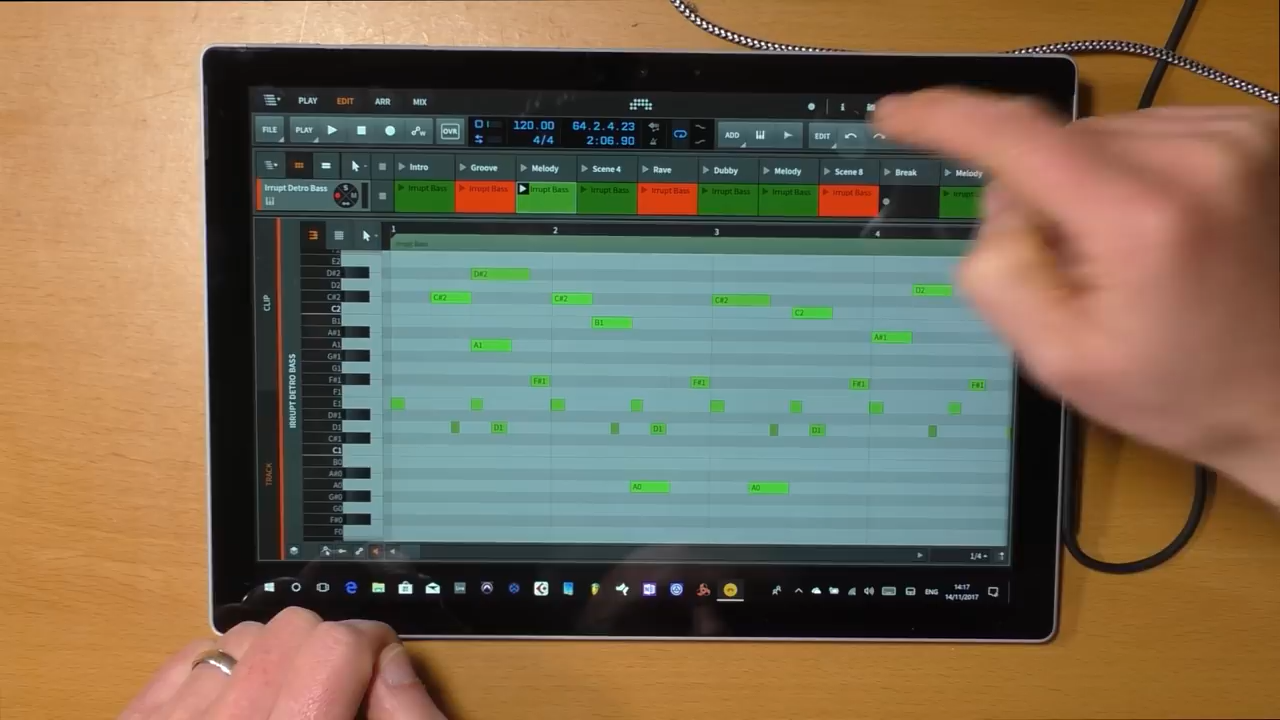 PLAY EDIT ARR MIX
FILE PLAY OVR 120.00 64.2.4.23 ADD EDIT
4/4 2:06.90
Intro Groove Melody Scene 4 Rave Dubby Melody Scene 8 Break Melody
Irrupt Detro Bass Irrupt Bass Irrupt Bass Irrupt Bass Irrupt Bass Irrupt Bass Irrupt Bass Irrupt Bass Irrupt Bass
1 2 3 4
Irrupt Bass
E2
D#2 D#2
D2 D2
C#2 C#2 C#2 C#2
C2 C2
B1 B1
A#1 A#1
A1 A1
G#1
G1
F#1 F#1 F#1 F#1 F#1
F1
E1
D#1
D1 D1 D1 D1
C#1
C1
B0
A#0
A0 A0 A0
G#0
G0
F#0
F0
CLIP
IRRUPT DETRO BASS
TRACK
1/4
ENG 14:17
14/11/2017